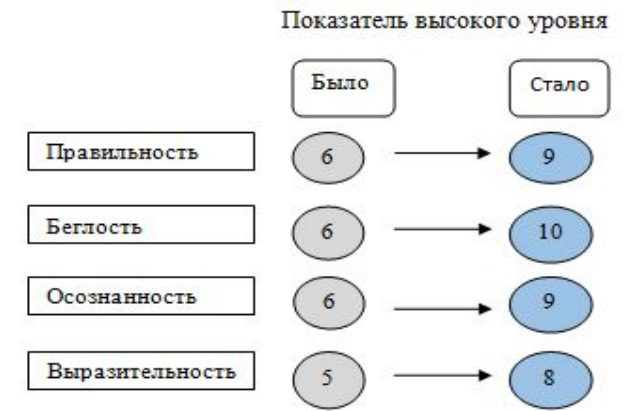 Показатель высокого уровня
Было Стало
Правильность 6 9
Беглость 6 10
Осознанность 6 9
Выразительность 5 8